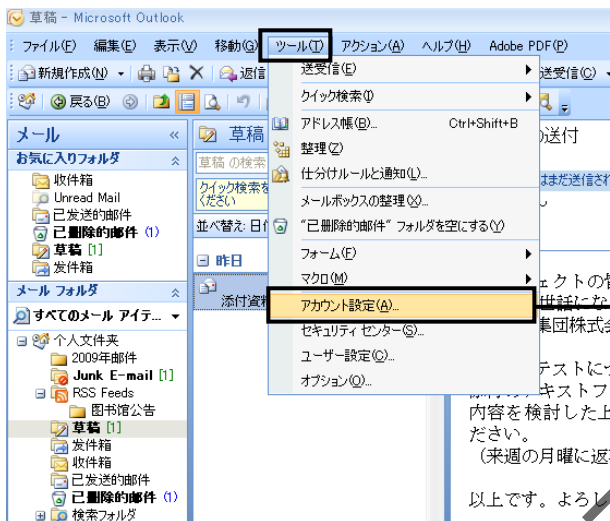 草稿 - Microsoft Outlook
ファイル(F) 編集(E) 表示(V) 移動(G) ツール(T) アクション(A) ヘルプ(H) Adobe PDF(P)
新規作成(N) 返信 送受信(C)
戻る(B)
送受信(E)
クイック検索(I)
アドレス帳(B)... Ctrl+Shift+B
整理(Z)
仕分けルールと通知(L)...
メールボックスの整理(X)...
"已删除的邮件" フォルダを空にする(Y)
フォーム(F)
マクロ(M)
アカウント設定(A)...
セキュリティ センター(S)...
ユーザー設定(C)...
オプション(O)...
メール
お気に入りフォルダ
收件箱
Unread Mail
已发送的邮件
已删除的邮件 (1)
草稿 [1]
发件箱
メール フォルダ
すべてのメール アイテ...
个人文件夹
2009年邮件
Junk E-mail [1]
RSS Feeds
图书馆公告
草稿 [1]
发件箱
收件箱
已发送的邮件
已删除的邮件 (1)
検索フォルダ
草稿
草稿 の検索
クイック検索を
ください
並べ替え: 日
昨日
添付資料
の送付
はまだ送信され
ェクトの
世話にな
集団株式会
テストにつ
キストフ
内容を検討した上
ださい。
(来週の月曜に返
以上です。よろし